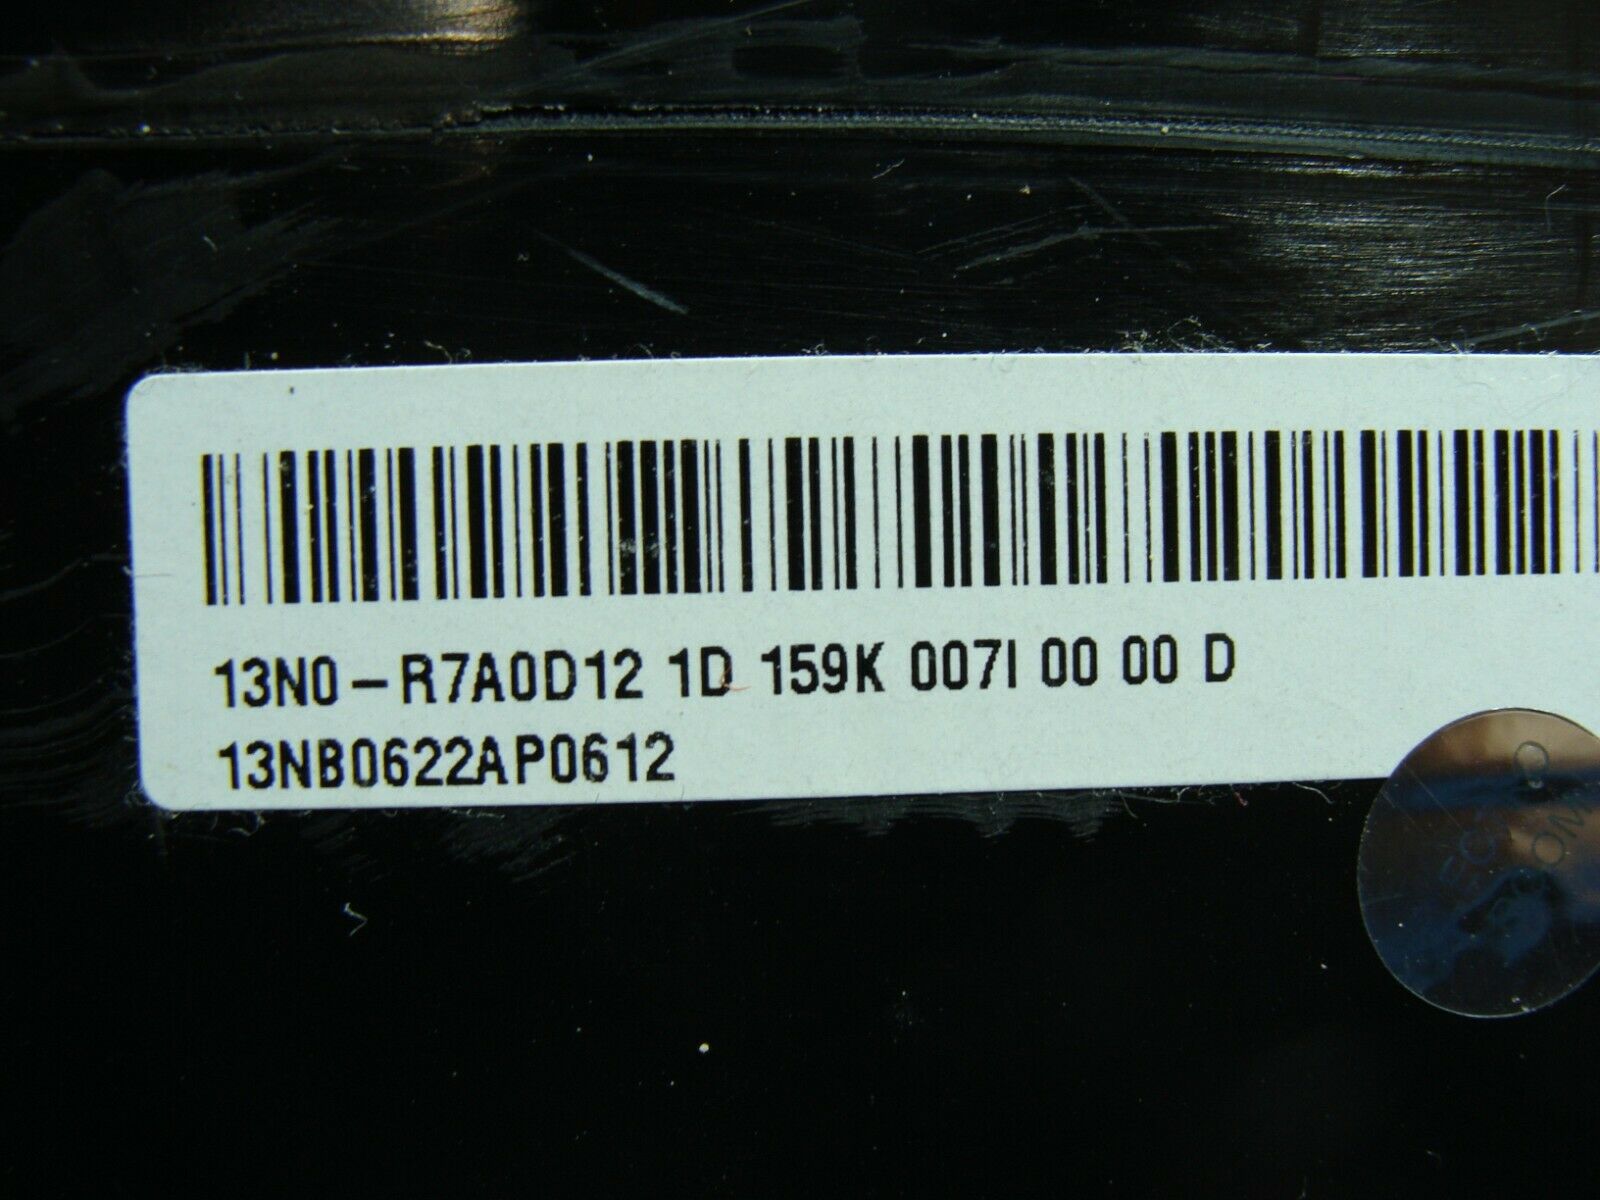 13N0-R7A0D12 1D 159K 007I 00 00 D
13NB0622AP0612